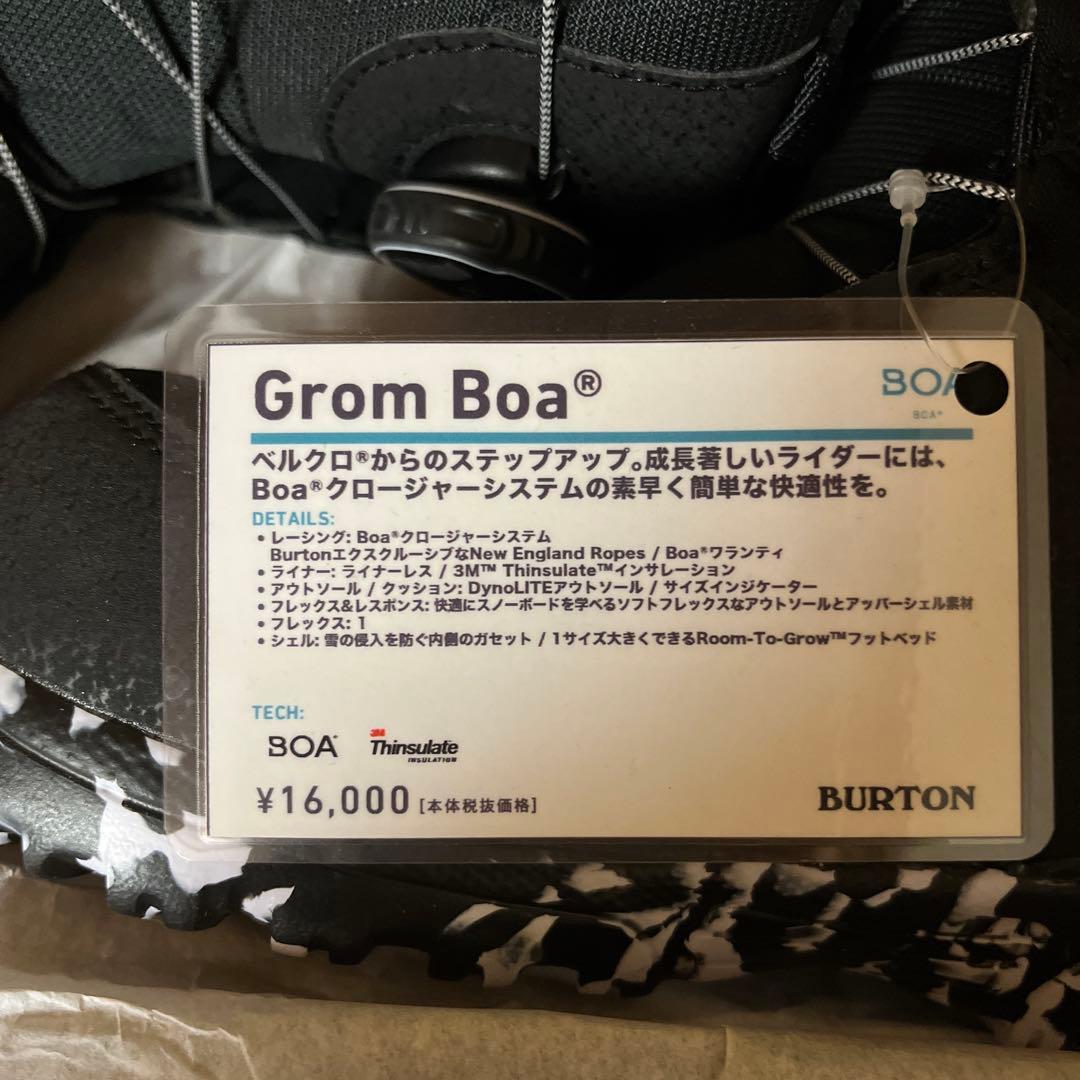 Grom Boa®
BOA
BOA®
ベルクロ®からのステップアップ。成長著しいライダーには、
Boa®クロージャーシステムの素早く簡単な快適性を。
DETAILS:
• レーシング: Boa®クロージャーシステム
BurtonエクスクルーシブなNew England Ropes / Boa®ワランティ
• ライナー: ライナーレス / 3M™ Thinsulate™インサレーション
• アウトソール / クッション: DynoLITEアウトソール / サイズインジケーター
• フレックス&レスポンス: 快適にスノーボードを学べるソフトフレックスなアウトソールとアッパーシェル素材
• フレックス: 1
• シェル: 雪の侵入を防ぐ内側のガセット / 1サイズ大きくできるRoom-To-Grow™フットベッド
TECH:
BOA
3M
Thinsulate
INSULATION
¥16,000 [本体税抜価格]
BURTON